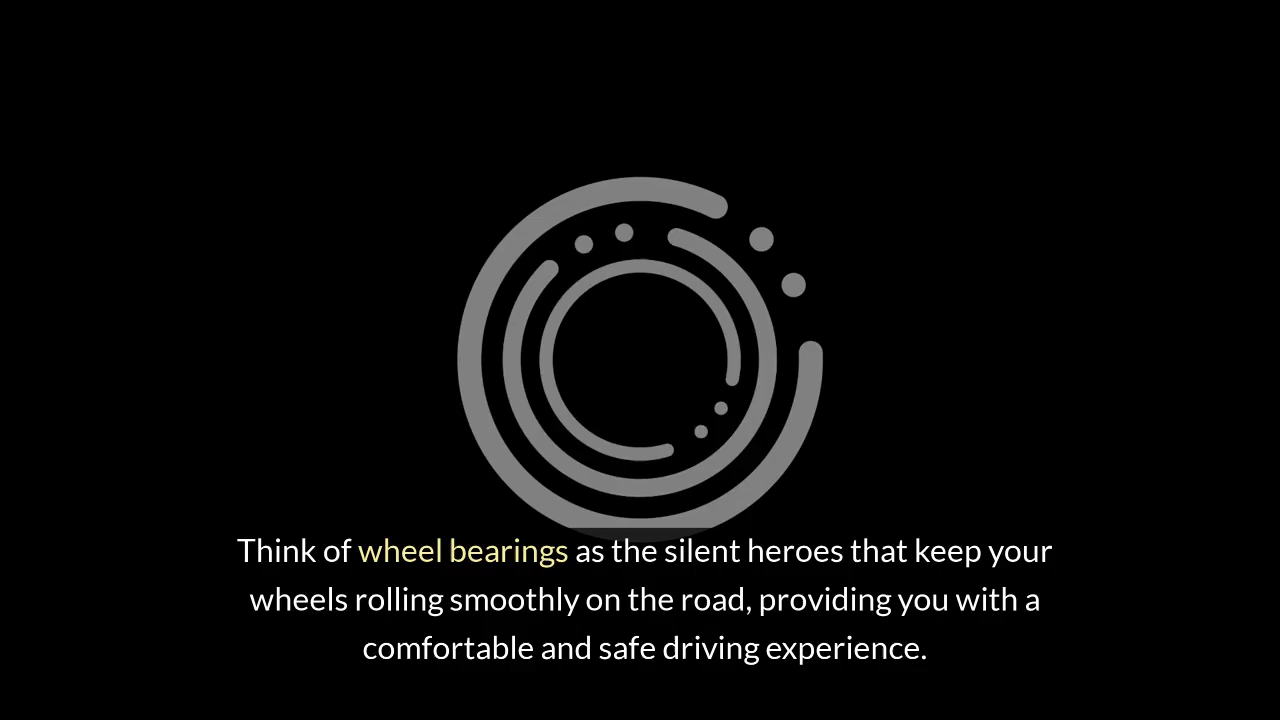 Think of wheel bearings as the silent heroes that keep your
wheels rolling smoothly on the road, providing you with a
comfortable and safe driving experience.